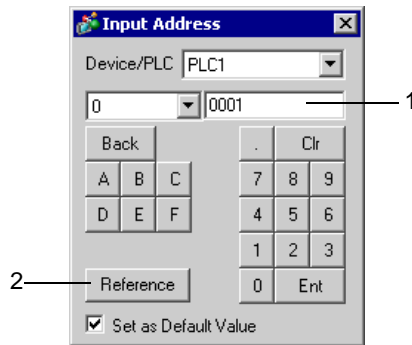 Input Address
Device/PLC PLC1
0 0001 1
Back . Clr
A B C 7 8 9
D E F 4 5 6
1 2 3
2 Reference 0 Ent
Set as Default Value